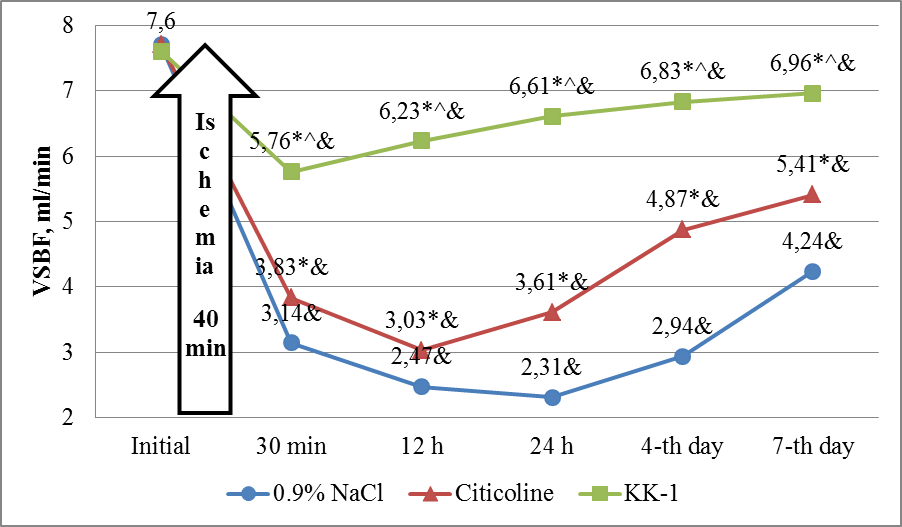 8
7
6
5
4
3
2
VSBF, ml/min
7,6
5,76*^&
6,23*^&
6,61*^&
6,83*^&
6,96*^&
3,83*&
3,03*&
3,61*&
4,87*&
5,41*&
3,14&
2,47&
2,31&
2,94&
4,24&
Is
c
h
e
m
ia
40
min
Initial
30 min
12 h
24 h
4-th day
7-th day
0.9% NaCl
Citicoline
KK-1